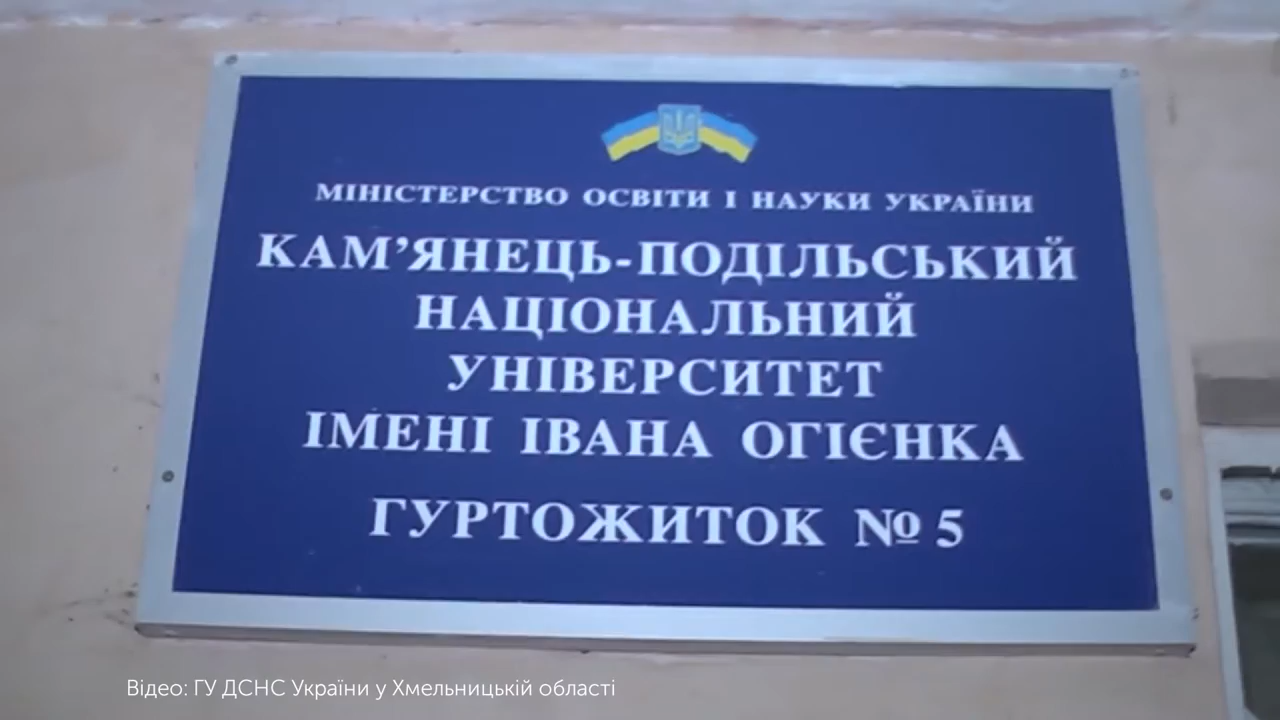 МІНІСТЕРСТВО ОСВІТИ І НАУКИ УКРАЇНИ
КАМ’ЯНЕЦЬ-ПОДІЛЬСЬКИЙ
НАЦІОНАЛЬНИЙ
УНІВЕРСИТЕТ
ІМЕНІ ІВАНА ОГІЄНКА
ГУРТОЖИТОК № 5
Відео: ГУ ДСНС України у Хмельницькій області